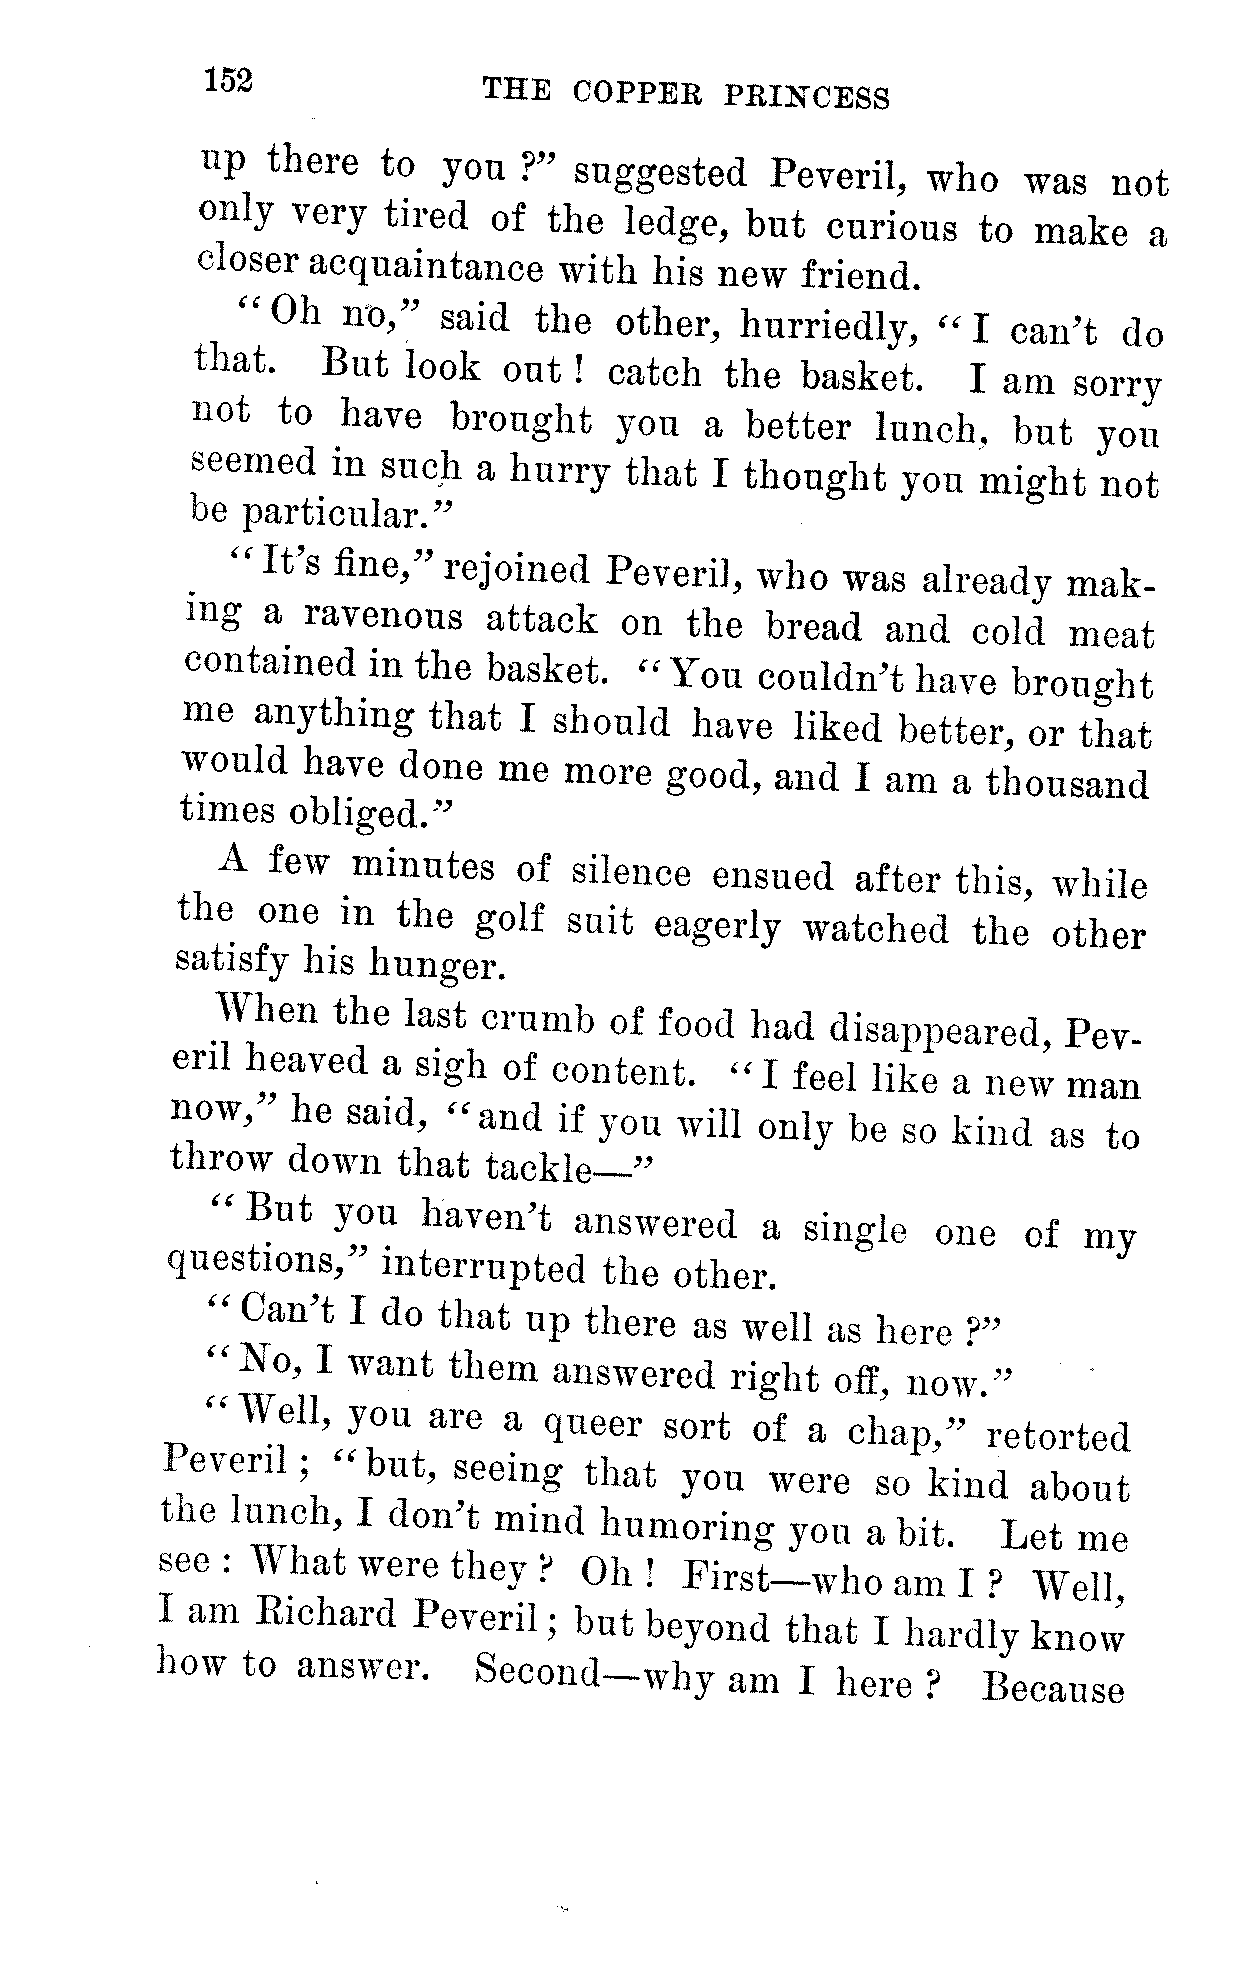 152
THE COPPER PRINCESS
up there to you ?” suggested Peveril, who was not
only very tired of the ledge, but curious to make a
closer acquaintance with his new friend.
“Oh no,” said the other, hurriedly, “I can’t do
that. But look out ! catch the basket. I am sorry
not to have brought you a better lunch, but you
seemed in such a hurry that I thought you might not
be particular.”
“It’s fine,” rejoined Peveril, who was already mak-
ing a ravenous attack on the bread and cold meat
contained in the basket. “You couldn’t have brought
me anything that I should have liked better, or that
would have done me more good, and I am a thousand
times obliged.”
A few minutes of silence ensued after this, while
the one in the golf suit eagerly watched the other
satisfy his hunger.
When the last crumb of food had disappeared, Pev-
eril heaved a sigh of content. “I feel like a new man
now,” he said, “and if you will only be so kind as to
throw down that tackle—”
“But you haven’t answered a single one of my
questions,” interrupted the other.
“Can’t I do that up there as well as here ?”
“No, I want them answered right off, now.”
“Well, you are a queer sort of a chap,” retorted
Peveril ; “but, seeing that you were so kind about
the lunch, I don’t mind humoring you a bit. Let me
see : What were they ? Oh ! First—who am I ? Well,
I am Richard Peveril ; but beyond that I hardly know
how to answer. Second—why am I here ? Because